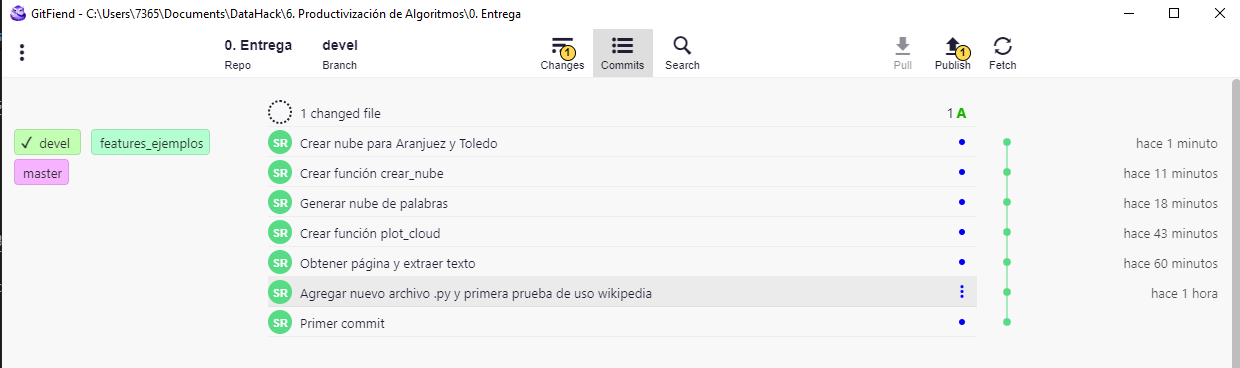 GitFiend - C:\Users\7365\Documents\DataHack\6. Productivización de Algoritmos\0. Entrega
0. Entrega
Repo
devel
Branch
1
Changes
Commits
Search
Pull
1
Publish
Fetch
1 changed file
1 A
devel
features_ejemplos
SR Crear nube para Aranjuez y Toledo
hace 1 minuto
master
SR Crear función crear_nube
hace 11 minutos
SR Generar nube de palabras
hace 18 minutos
SR Crear función plot_cloud
hace 43 minutos
SR Obtener página y extraer texto
hace 60 minutos
SR Agregar nuevo archivo .py y primera prueba de uso wikipedia
hace 1 hora
SR Primer commit